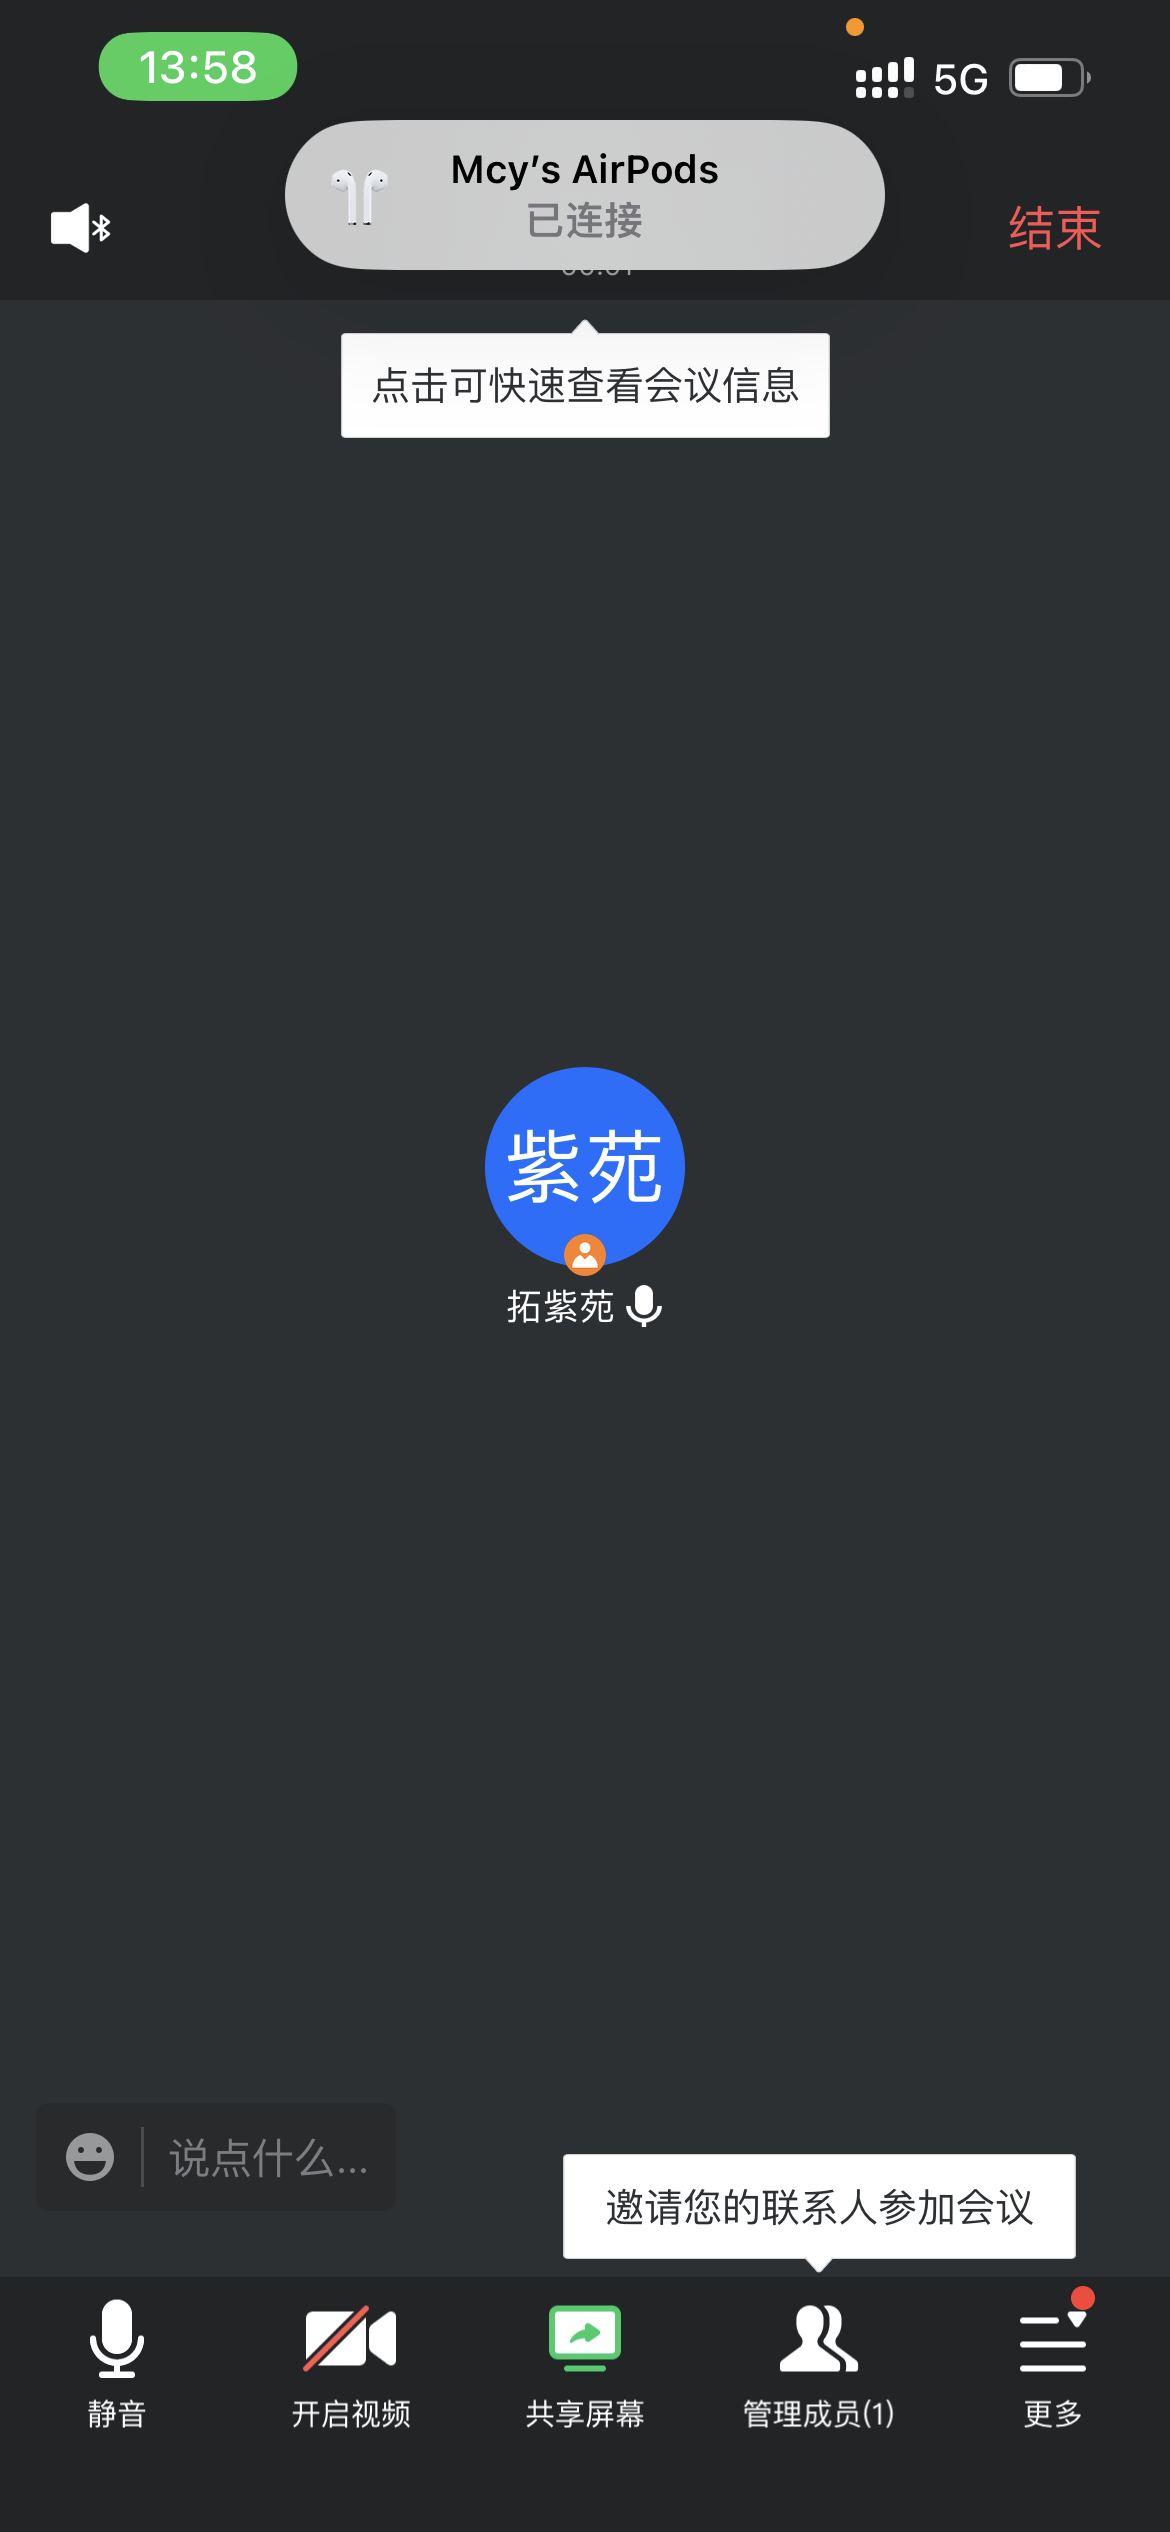 13:58
5G
Mcy's AirPods
已连接
结束
点击可快速查看会议信息
紫苑
拓紫苑
说点什么...
邀请您的联系人参加会议
静音
开启视频
共享屏幕
管理成员(1)
更多